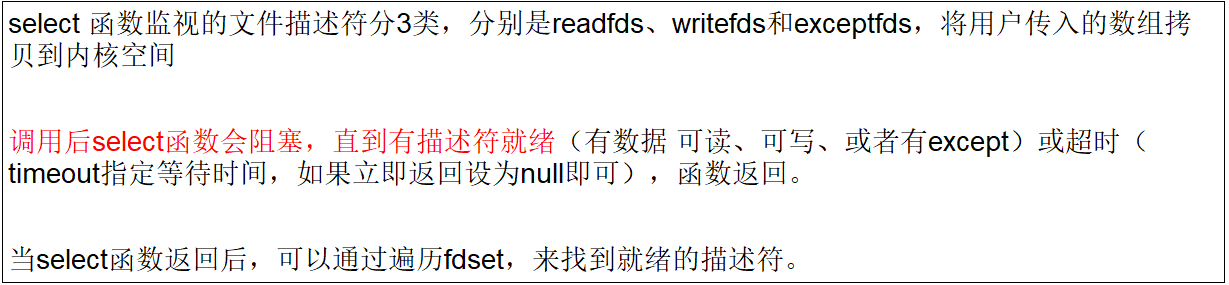 select 函数监视的文件描述符分3类，分别是readfds、writefds和exceptfds，将用户传入的数组拷
贝到内核空间
调用后select函数会阻塞，直到有描述符就绪（有数据 可读、可写、或者有except）或超时（
timeout指定等待时间，如果立即返回设为null即可），函数返回。
当select函数返回后，可以通过遍历fdset，来找到就绪的描述符。